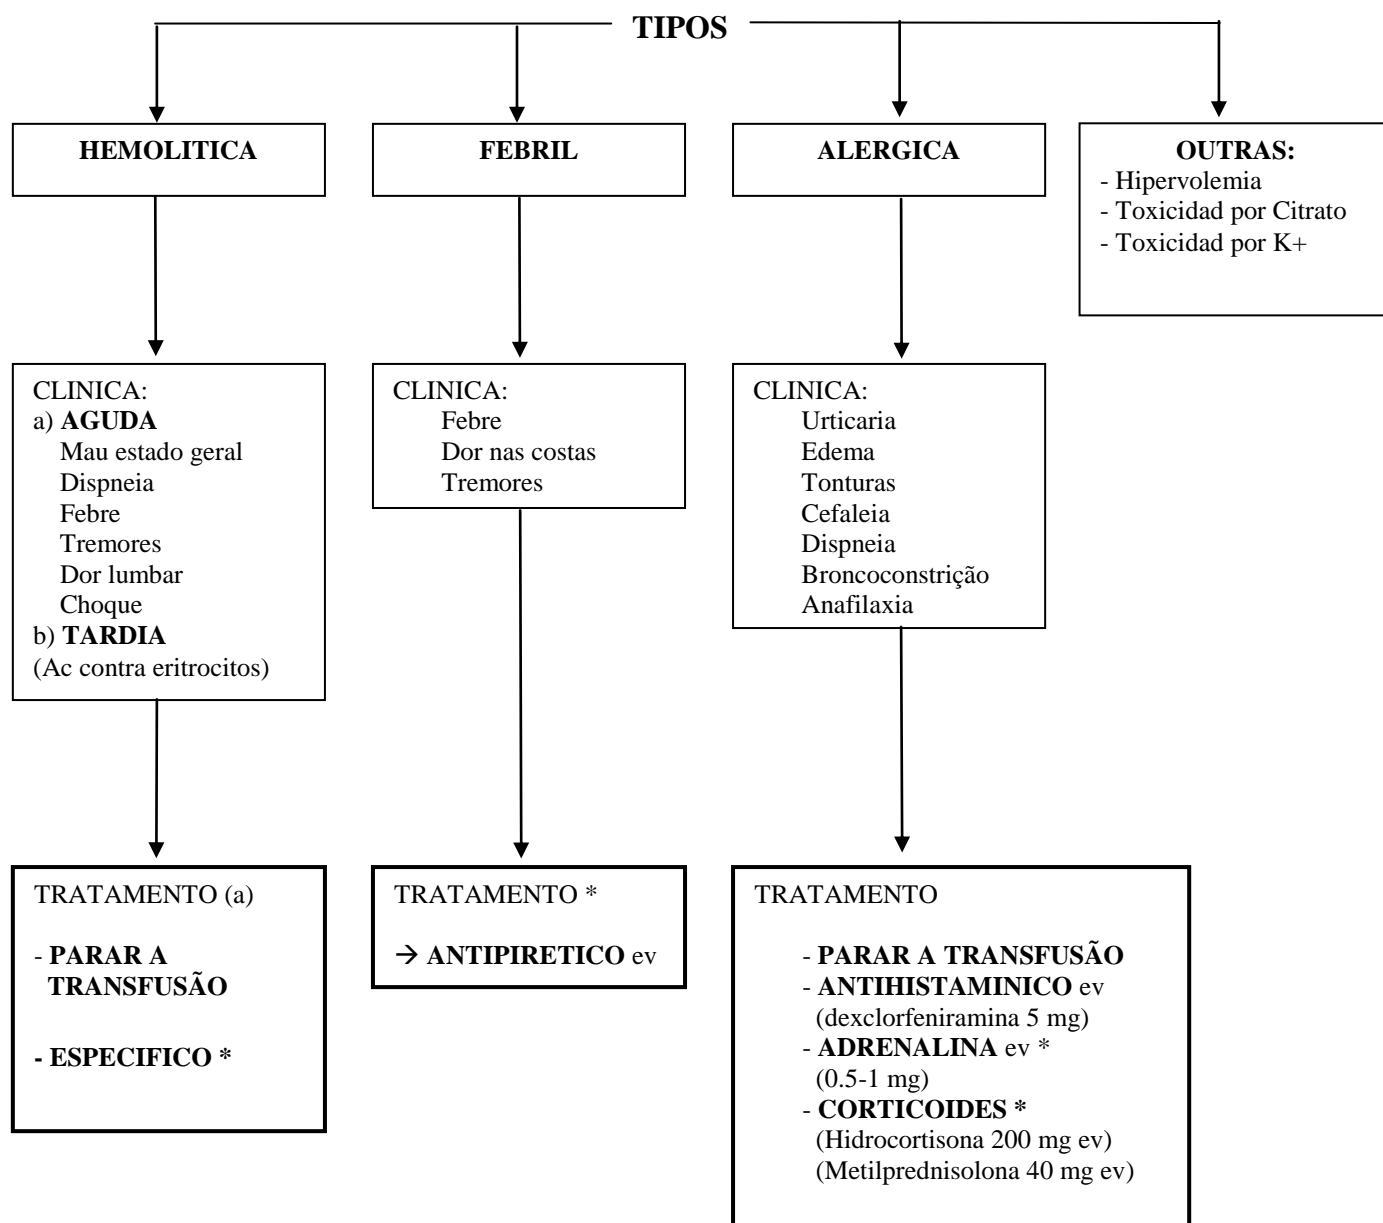 TIPOS
HEMOLITICA
FEBRIL
ALERGICA
OUTRAS:
- Hipervolemia
- Toxicidad por Citrato
- Toxicidad por K+
CLINICA:
a) AGUDA
Mau estado geral
Dispneia
Febre
Tremores
Dor lumbar
Choque
b) TARDIA
(Ac contra eritrocitos)
CLINICA:
Febre
Dor nas costas
Tremores
CLINICA:
Urticaria
Edema
Tonturas
Cefaleia
Dispneia
Broncoconstrição
Anafilaxia
TRATAMENTO (a)
- PARAR A
TRANSFUSÃO
- ESPECIFICO *
TRATAMENTO *
→ ANTIPIRETICO ev
TRATAMENTO
- PARAR A TRANSFUSÃO
- ANTIHISTAMINICO ev
(dexclorfeniramina 5 mg)
- ADRENALINA ev *
(0.5-1 mg)
- CORTICOIDES *
(Hidrocortisona 200 mg ev)
(Metilprednisolona 40 mg ev)